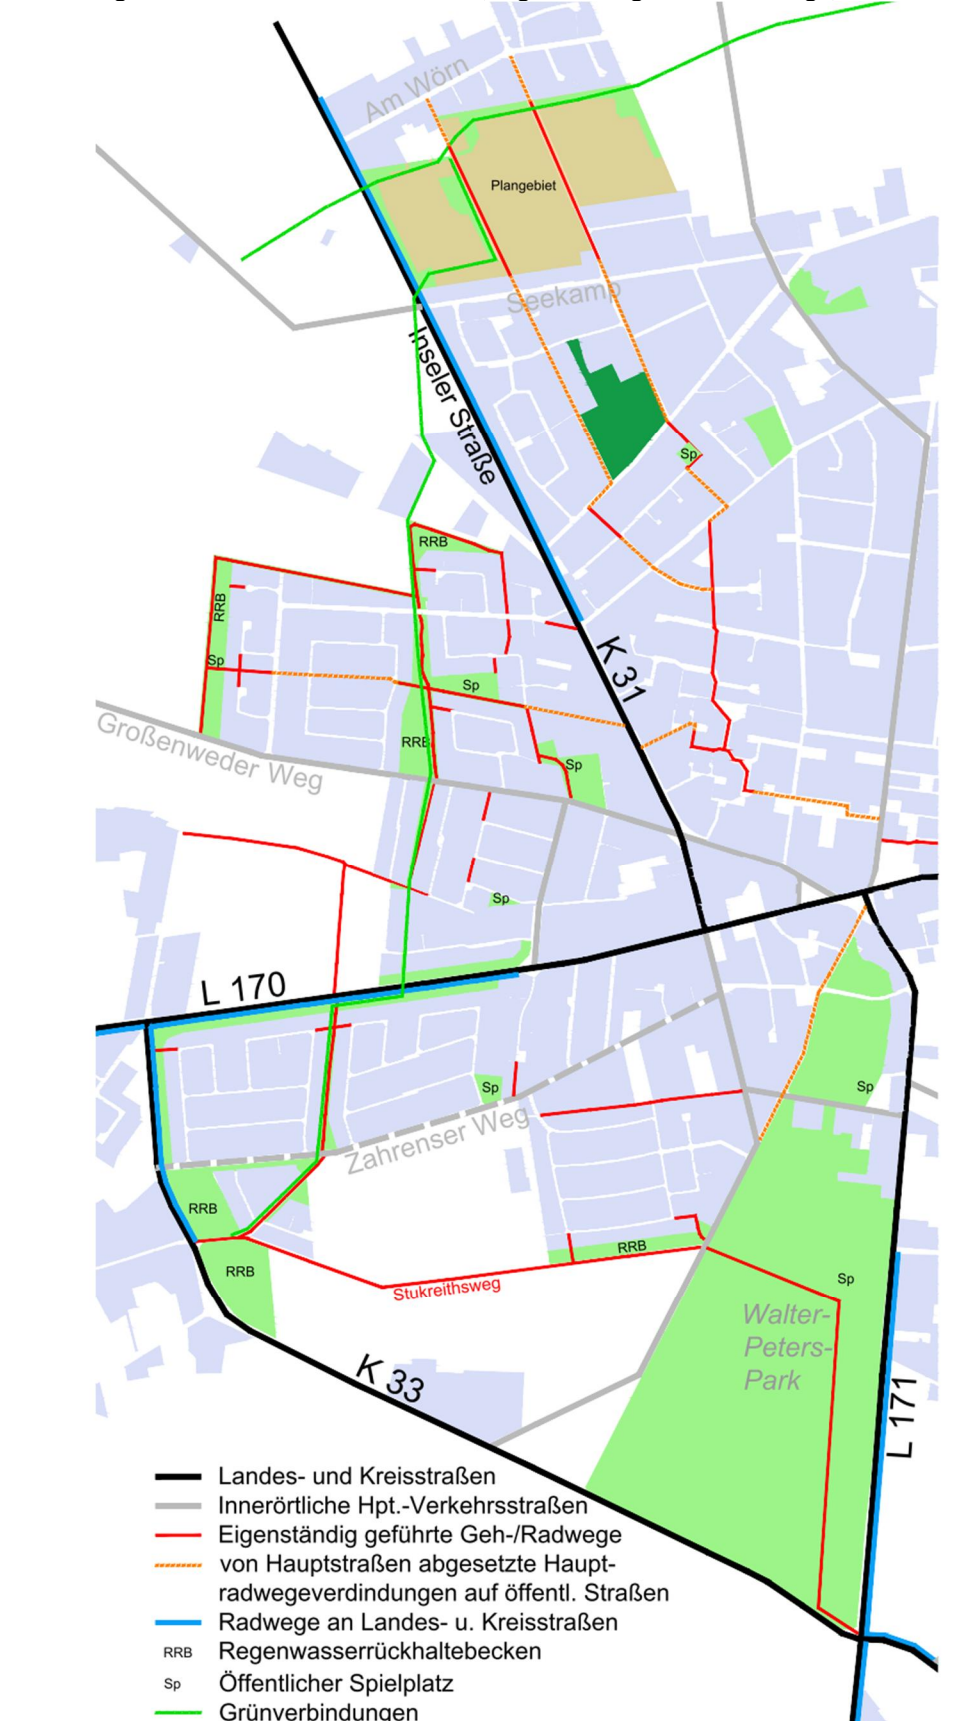 Am Wörn
Plangebiet
Seekamp
Inseler Straße
Sp
RRB
RRB
K 31
Sp
Sp
RRB
Sp
Großenweder Weg
Sp
L 170
Sp
Sp
Zahrenser Weg
RRB
RRB
RRB
Sp
Stukreithsweg
Walter-
Peters-
Park
K 33
L 171
Landes- und Kreisstraßen
Innerörtliche Hpt.-Verkehrsstraßen
Eigenständig geführte Geh-/Radwege
von Hauptstraßen abgesetzte Haupt-
radwegeverdindungen auf öffentl. Straßen
Radwege an Landes- u. Kreisstraßen
RRB Regenwasserrückhaltebecken
Sp Öffentlicher Spielplatz
Grünverbindungen